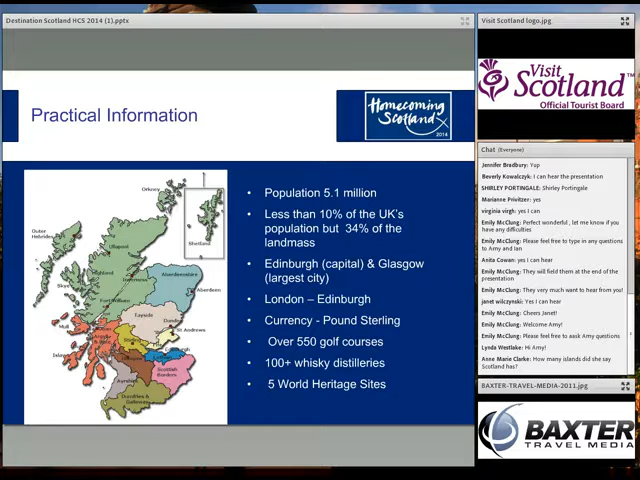 Destination Scotland HCS 2014 (1).pptx
Practical Information
Homecoming
Scotland
2014
Orkney
Shetland
Outer
Hebrides
Ullapool
Skye
Highland
Inverness
Aberdeenshire
Aberdeen
Fort William
Mull
Tayside
Dundee
St Andrews
Stirling
Islay
Scottish
Borders
Ayrshire
Dumfries &
Galloway
• Population 5.1 million
• Less than 10% of the UK's
population but 34% of the
landmass
• Edinburgh (capital) & Glasgow
(largest city)
• London – Edinburgh
• Currency - Pound Sterling
• Over 550 golf courses
• 100+ whisky distilleries
• 5 World Heritage Sites
Visit Scotland logo.jpg
Visit
Scotland™
Official Tourist Board
Chat (Everyone)
Jennifer Bradbury: Yup
Beverly Kowalczyk: I can hear the presentation
SHIRLEY PORTINGALE: Shirley Portingale
Marianne Privitzer: yes
virginia virgh: yes I can
Emily McClung: Perfect wonderful, let me know if you
have any difficulties
Emily McClung: Please feel free to type in any questions
to Amy and Ian
Anita Cowan: yes I can hear
Emily McClung: They will field them at the end of the
presentation
Emily McClung: They very much want to hear from you!
janet wilczynski: Yes I can hear
Emily McClung: Cheers Janet!
Emily McClung: Welcome Amy!
Emily McClung: Please feel free to aask Amy questions
Lynda Westlake: Hi Amy!
Anne Marie Clarke: How many islands did she say
Scotland has?
BAXTER-TRAVEL-MEDIA-2011.jpg
BAXTER
TRAVEL MEDIA